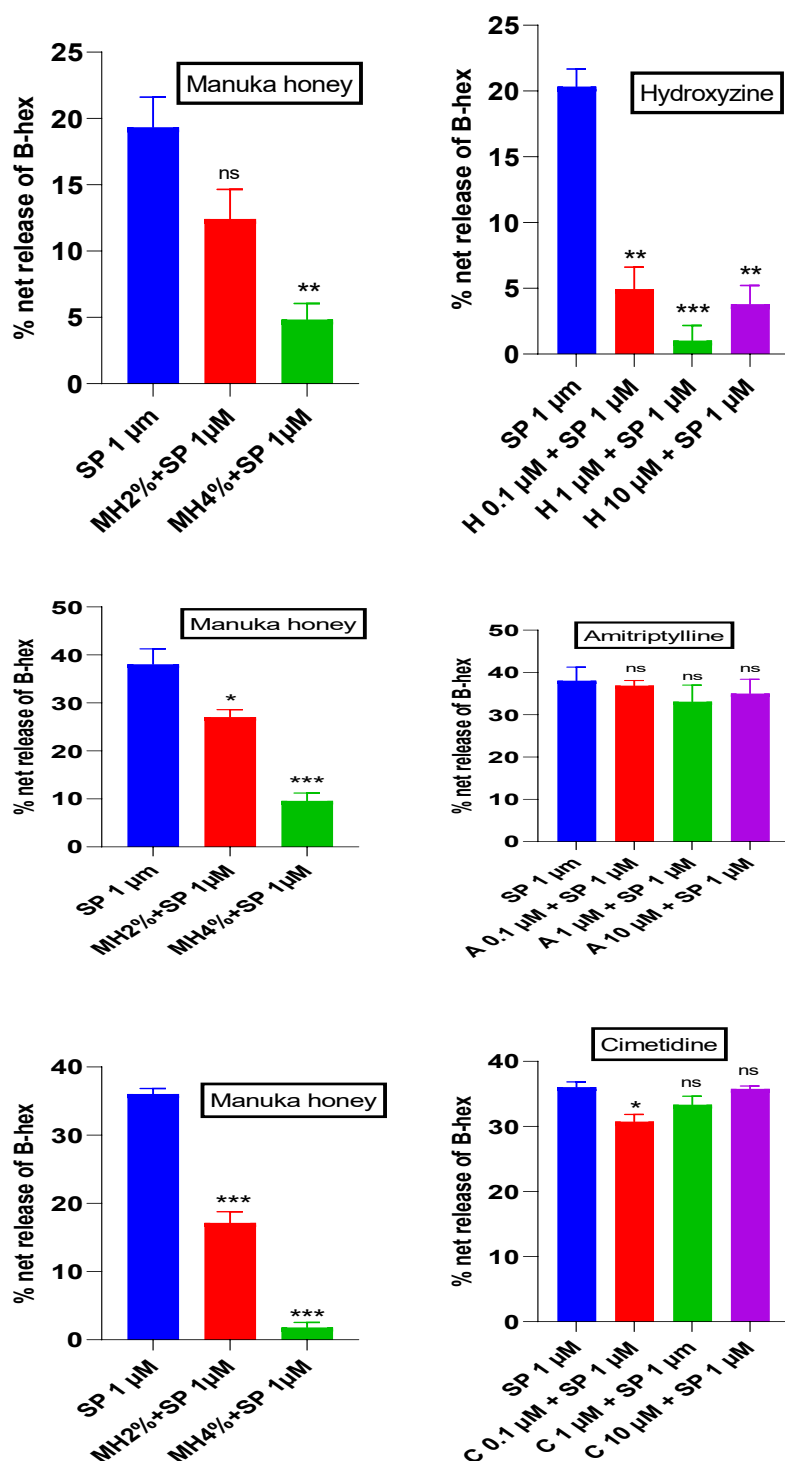 Manuka honey
% net release of B-hex
25
20
15
10
5
0
ns
**
SP 1 µm
MH2%+SP 1µM
MH4%+SP 1µM
Hydroxyzine
% net release of B-hex
25
20
15
10
5
0
**
***
**
SP 1 µm
H 0.1 µM + SP 1 µM
H 1 µM + SP 1 µM
H 10 µM + SP 1 µM
Manuka honey
% net release of B-hex
50
40
30
20
10
0
*
***
SP 1 µm
MH2%+SP 1µM
MH4%+SP 1µM
Amitriptylline
% net release of B-hex
50
40
30
20
10
0
ns
ns
ns
SP 1 µm
A 0.1 µM + SP 1 µM
A 1 µM + SP 1 µM
A 10 µM + SP 1 µM
Manuka honey
% net release of B-hex
40
30
20
10
0
***
***
SP 1 µM
MH2%+SP 1µM
MH4%+SP 1µM
Cimetidine
% net release of B-hex
40
30
20
10
0
*
ns
ns
SP 1 µM
C 0.1 µM + SP 1 µM
C 1 µM + SP 1 µm
C 10 µM + SP 1 µM